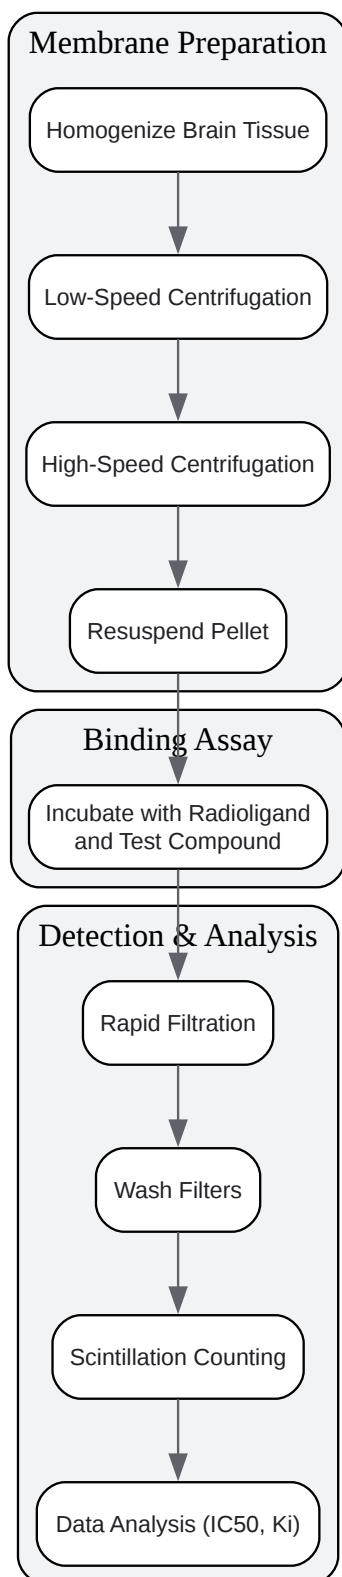 Membrane Preparation
Homogenize Brain Tissue
Low-Speed Centrifugation
High-Speed Centrifugation
Resuspend Pellet
Binding Assay
Incubate with Radioligand
and Test Compound
Detection & Analysis
Rapid Filtration
Wash Filters
Scintillation Counting
Data Analysis (IC50, Ki)